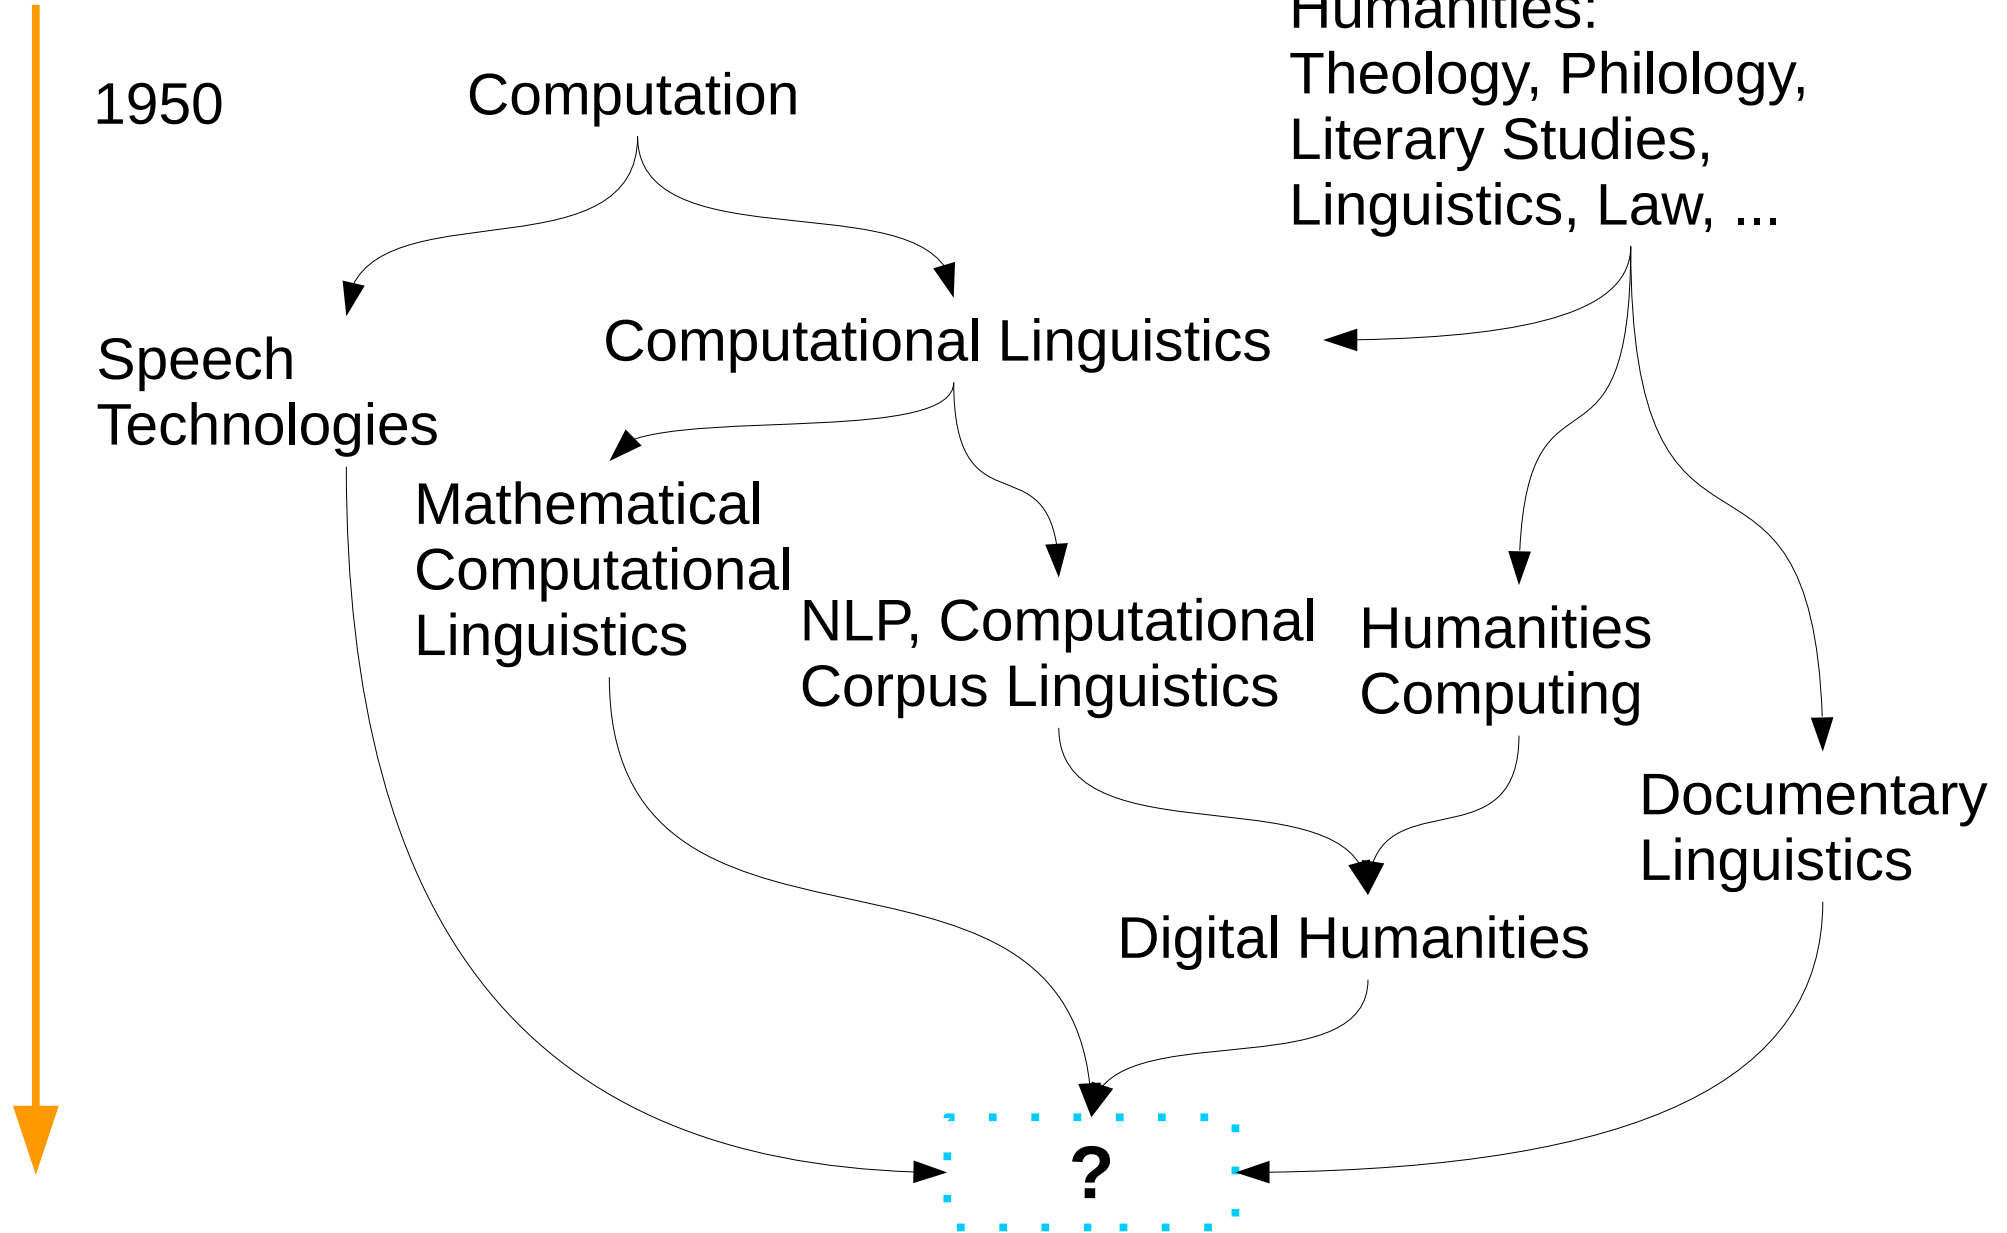 Humanities:
Theology, Philology,
Literary Studies,
Linguistics, Law, ...
1950
Computation
Speech
Technologies
Computational Linguistics
Mathematical
Computational
Linguistics
NLP, Computational
Corpus Linguistics
Humanities
Computing
Documentary
Linguistics
Digital Humanities
?